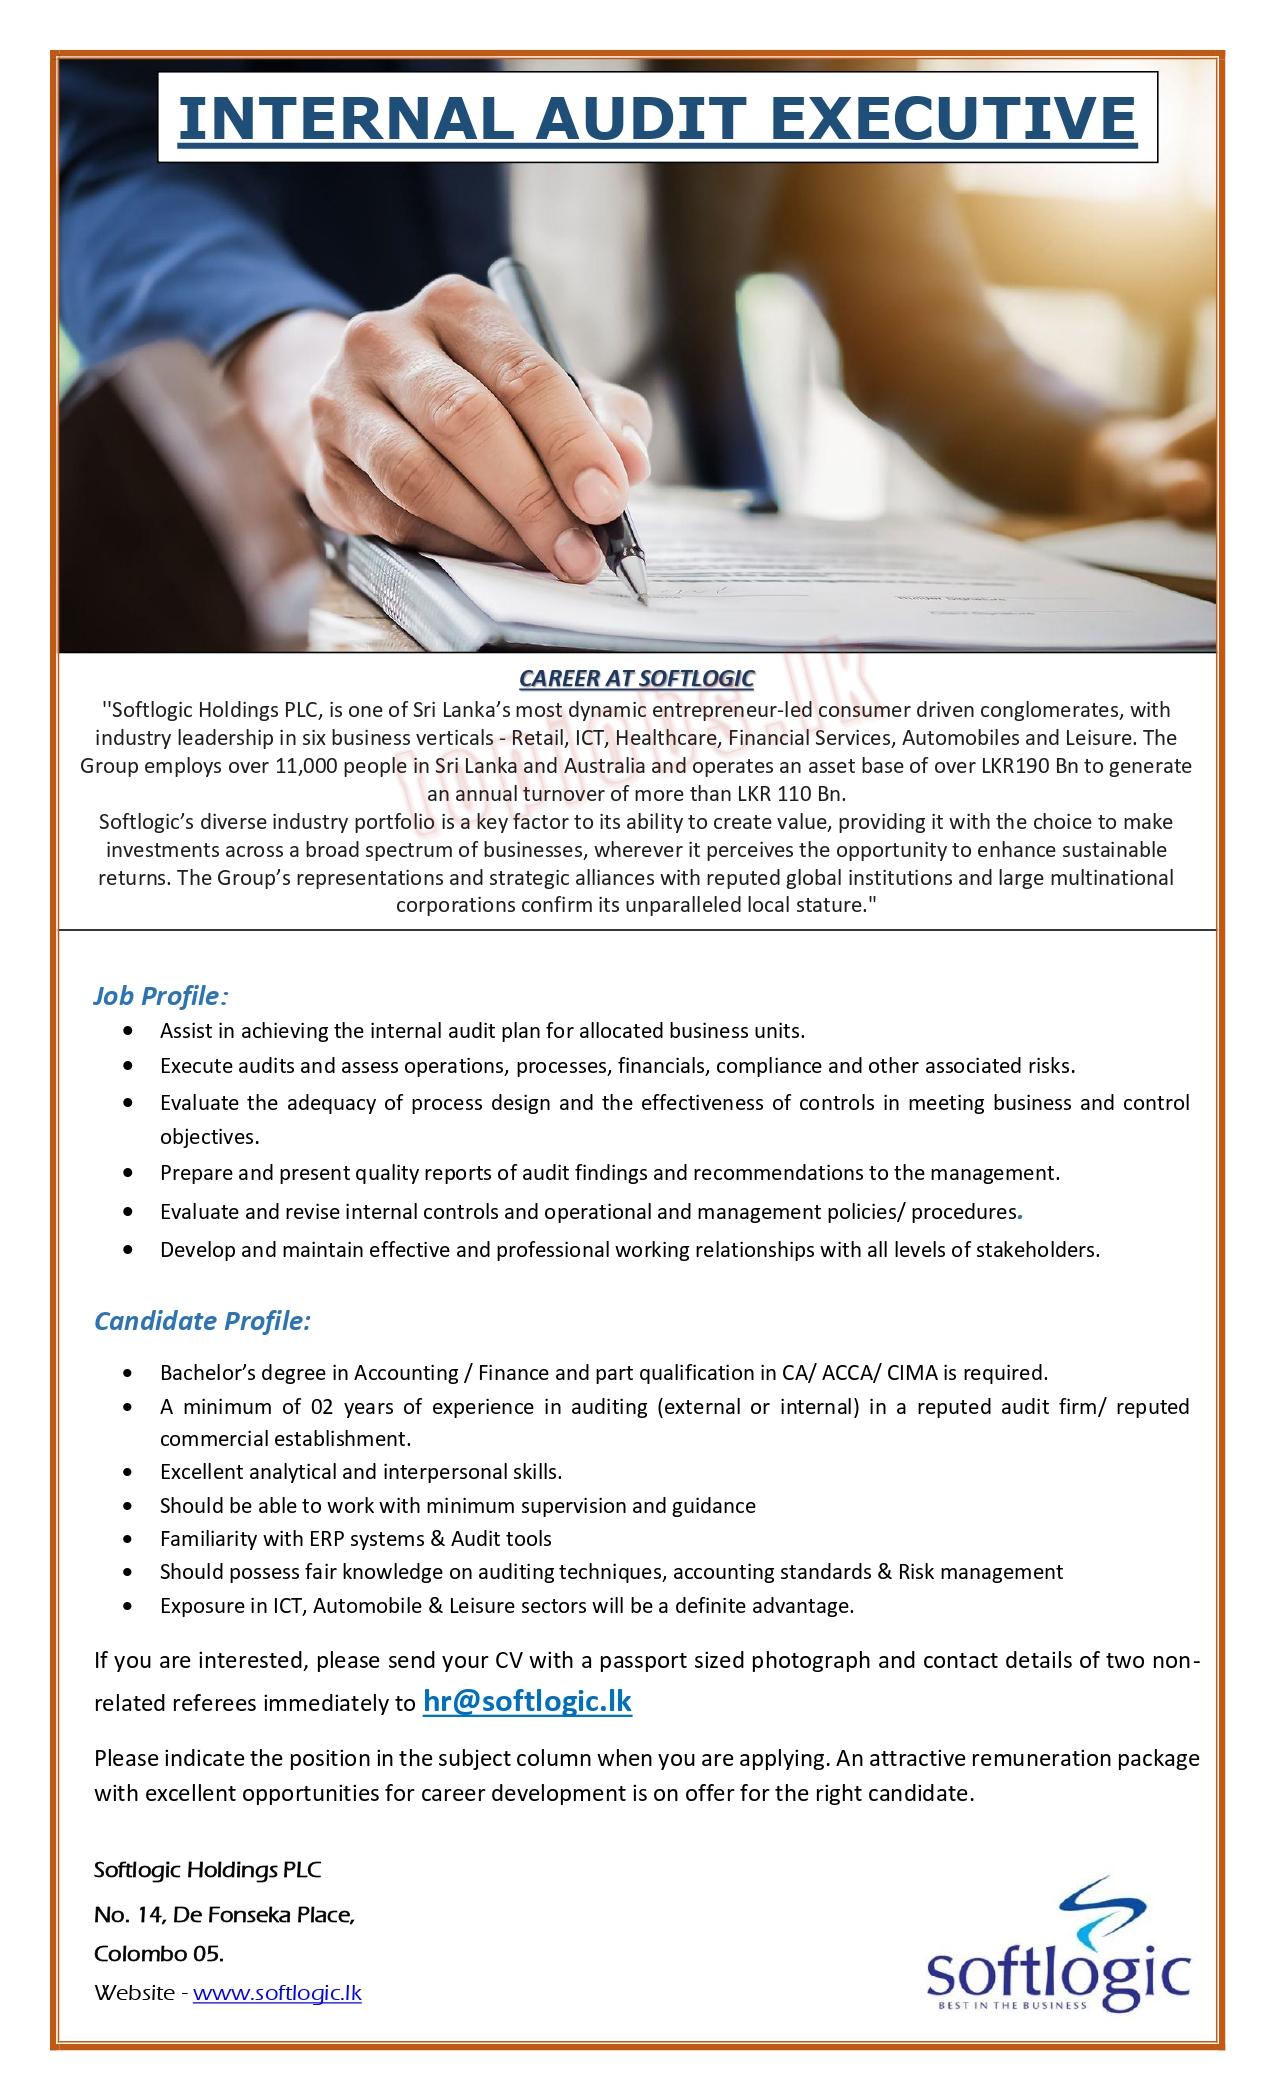 INTERNAL AUDIT EXECUTIVE
CAREER AT SOFTLOGIC
''Softlogic Holdings PLC, is one of Sri Lanka’s most dynamic entrepreneur-led consumer driven conglomerates, with
industry leadership in six business verticals - Retail, ICT, Healthcare, Financial Services, Automobiles and Leisure. The
Group employs over 11,000 people in Sri Lanka and Australia and operates an asset base of over LKR190 Bn to generate
an annual turnover of more than LKR 110 Bn.
Softlogic’s diverse industry portfolio is a key factor to its ability to create value, providing it with the choice to make
investments across a broad spectrum of businesses, wherever it perceives the opportunity to enhance sustainable
returns. The Group’s representations and strategic alliances with reputed global institutions and large multinational
corporations confirm its unparalleled local stature."
topjobs.lk
Job Profile:
• Assist in achieving the internal audit plan for allocated business units.
• Execute audits and assess operations, processes, financials, compliance and other associated risks.
• Evaluate the adequacy of process design and the effectiveness of controls in meeting business and control
objectives.
• Prepare and present quality reports of audit findings and recommendations to the management.
• Evaluate and revise internal controls and operational and management policies/ procedures.
• Develop and maintain effective and professional working relationships with all levels of stakeholders.
Candidate Profile:
• Bachelor’s degree in Accounting / Finance and part qualification in CA/ ACCA/ CIMA is required.
• A minimum of 02 years of experience in auditing (external or internal) in a reputed audit firm/ reputed
commercial establishment.
• Excellent analytical and interpersonal skills.
• Should be able to work with minimum supervision and guidance
• Familiarity with ERP systems & Audit tools
• Should possess fair knowledge on auditing techniques, accounting standards & Risk management
• Exposure in ICT, Automobile & Leisure sectors will be a definite advantage.
If you are interested, please send your CV with a passport sized photograph and contact details of two non-
related referees immediately to hr@softlogic.lk
Please indicate the position in the subject column when you are applying. An attractive remuneration package
with excellent opportunities for career development is on offer for the right candidate.
Softlogic Holdings PLC
No. 14, De Fonseka Place,
Colombo 05.
Website - www.softlogic.lk
softlogic
BEST IN THE BUSINESS